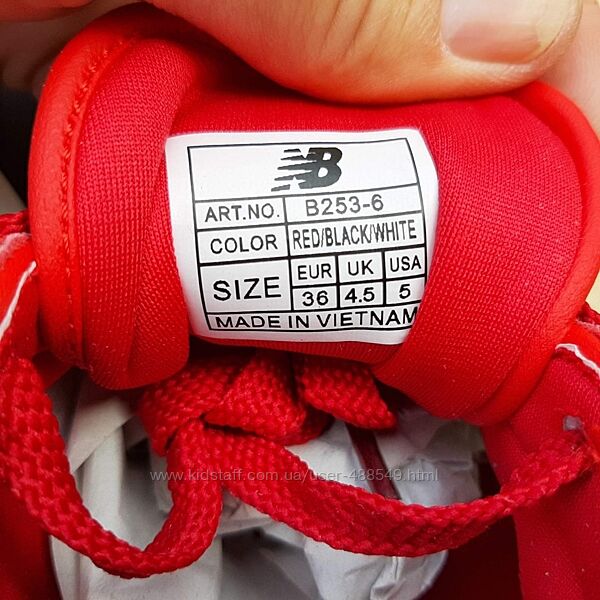 NB
ART.NO. B253-6
COLOR RED/BLACK/WHITE
SIZE EUR UK USA
36 4.5 5
MADE IN VIETNAM
www.kidstaff.com.ua/user-488549.html